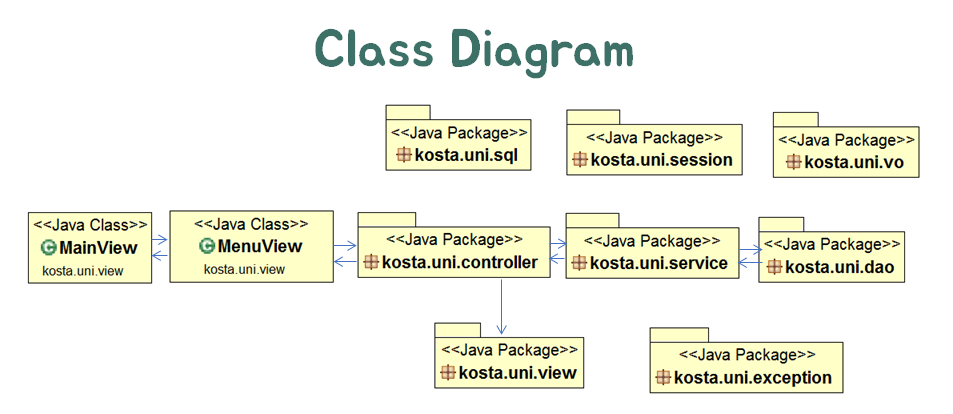 Class Diagram
<<Java Package>>
kosta.uni.sql
<<Java Package>>
kosta.uni.session
<<Java Package>>
kosta.uni.vo
<<Java Class>>
MainView
kosta.uni.view
<<Java Class>>
MenuView
kosta.uni.view
<<Java Package>>
kosta.uni.controller
<<Java Package>>
kosta.uni.service
<<Java Package>>
kosta.uni.dao
<<Java Package>>
kosta.uni.view
<<Java Package>>
kosta.uni.exception